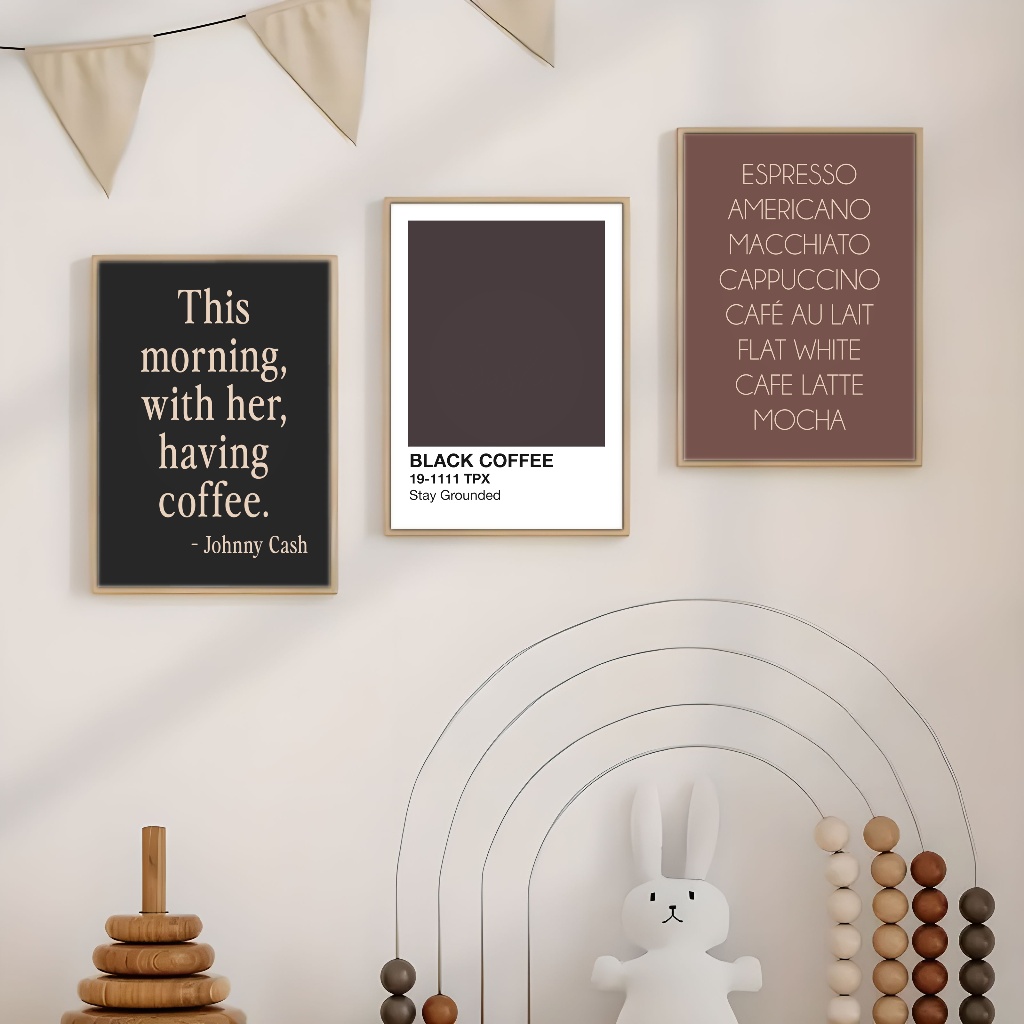 This
morning,
with her,
having
coffee.
- Johnny Cash
BLACK COFFEE
19-1111 TPX
Stay Grounded
ESPRESSO
AMERICANO
MACCHIATO
CAPPUCCINO
CAFÉ AU LAIT
FLAT WHITE
CAFE LATTE
MOCHA